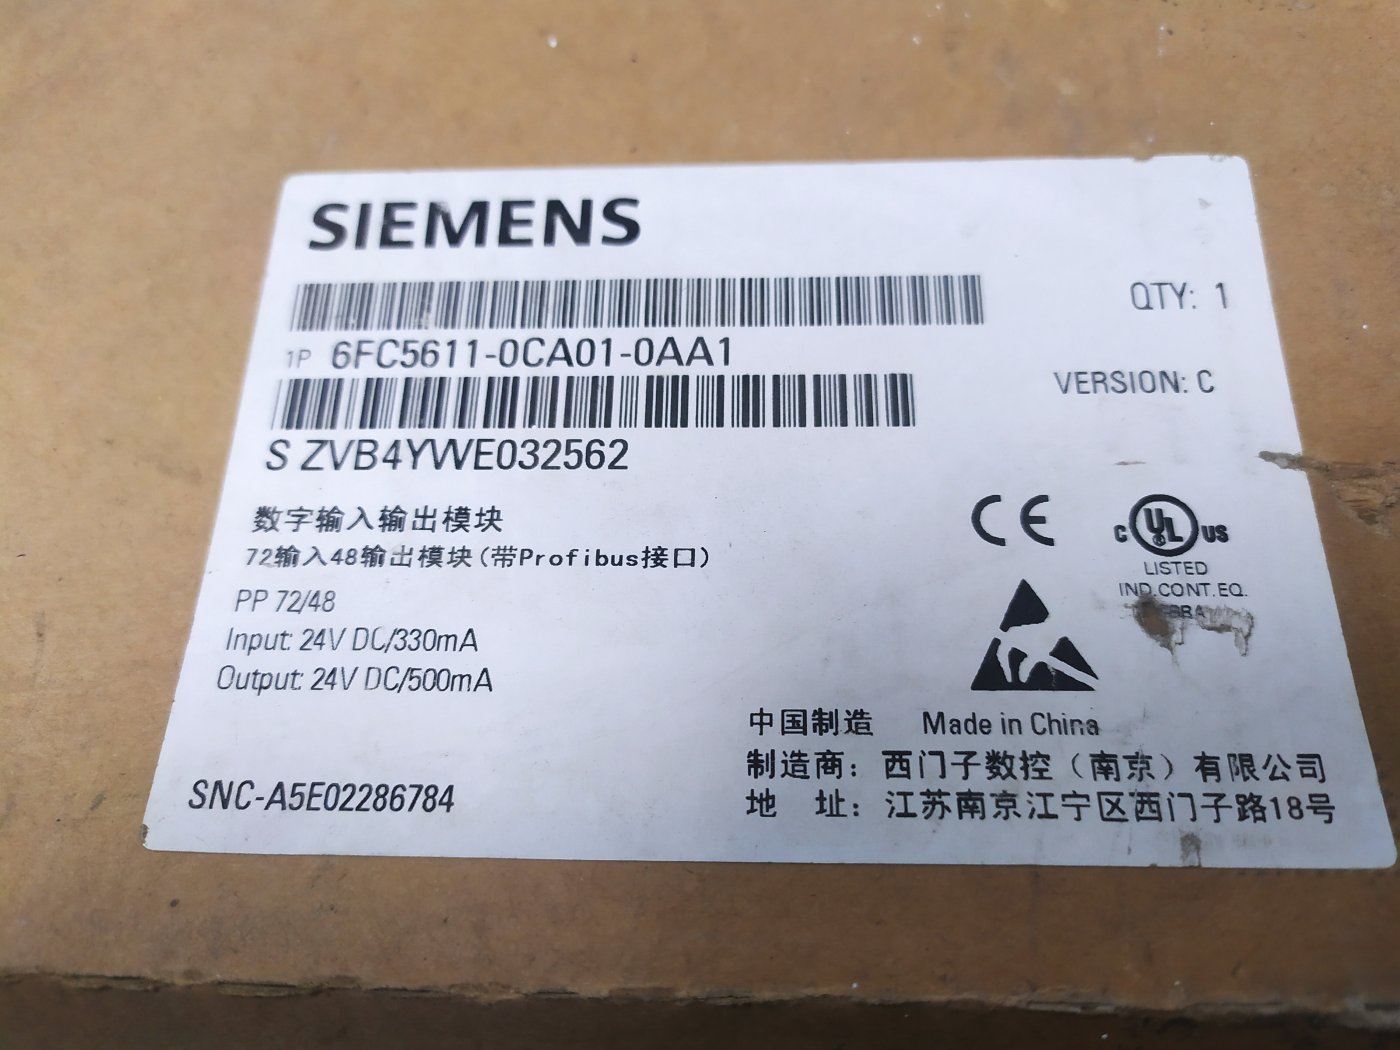 SIEMENS
QTY: 1
1P 6FC5611-0CA01-0AA1
VERSION: C
S ZVB4YWE032562
数字输入输出模块
72输入48输出模块(带Profibus接口)
PP 72/48
Input: 24V DC/330mA
Output: 24V DC/500mA
CE
C UL US
LISTED
IND.CONT.EQ.
中国制造 Made in China
制造商: 西门子数控(南京)有限公司
地 址: 江苏南京江宁区西门子路18号
SNC-A5E02286784